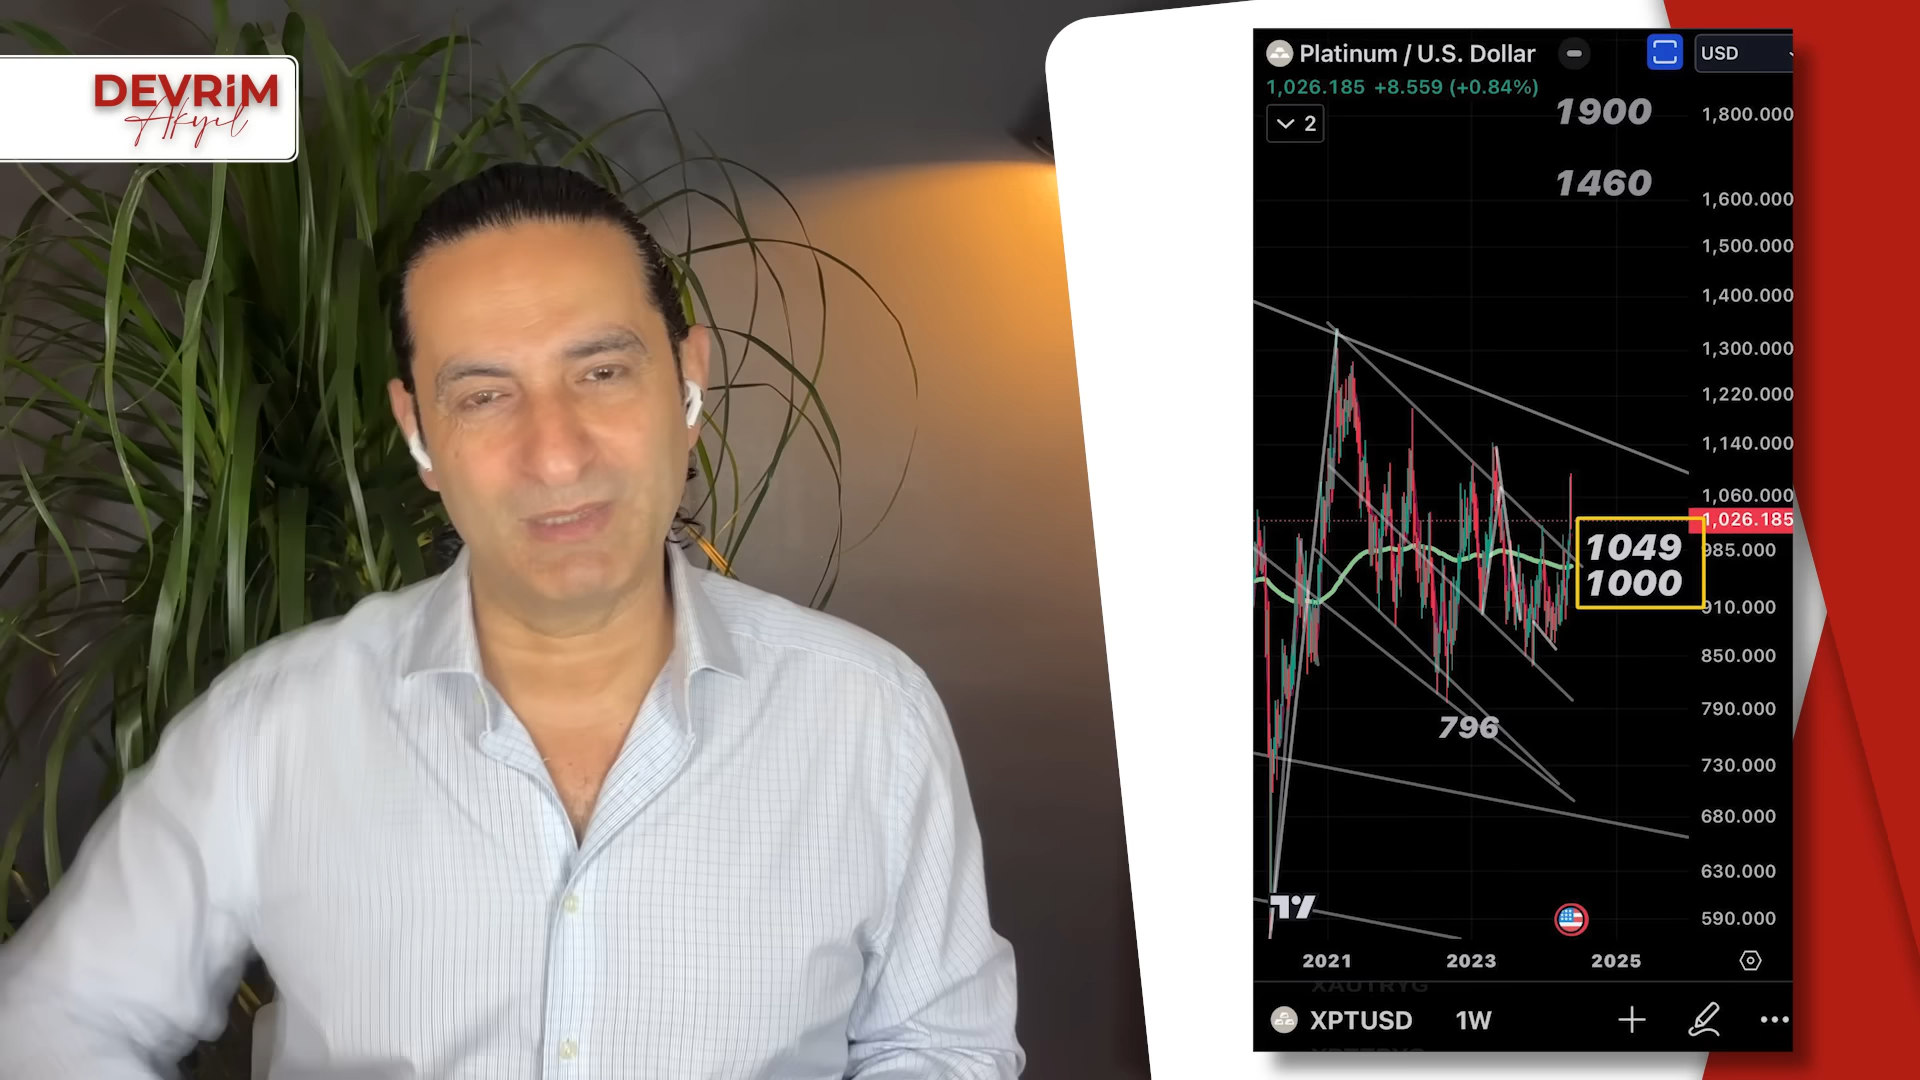 DEVRiM
Akyıl
Platinum / U.S. Dollar
USD
1,026.185 +8.559 (+0.84%)
2
1900
1460
1,800.000
1,600.000
1,500.000
1,400.000
1,300.000
1,220.000
1,140.000
1,060.000
1,026.185
985.000
1049
1000
910.000
850.000
790.000
796
730.000
680.000
630.000
590.000
2021 2023 2025
XAUTRYG
XPTUSD 1W